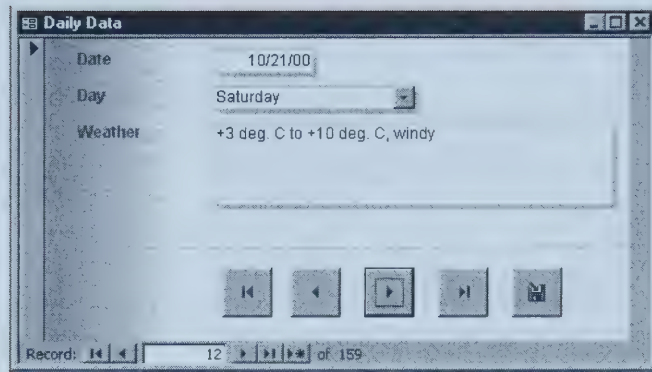 Daily Data
Date 10/21/00
Day Saturday
Weather +3 deg. C to +10 deg. C, windy
Record: 12 of 159